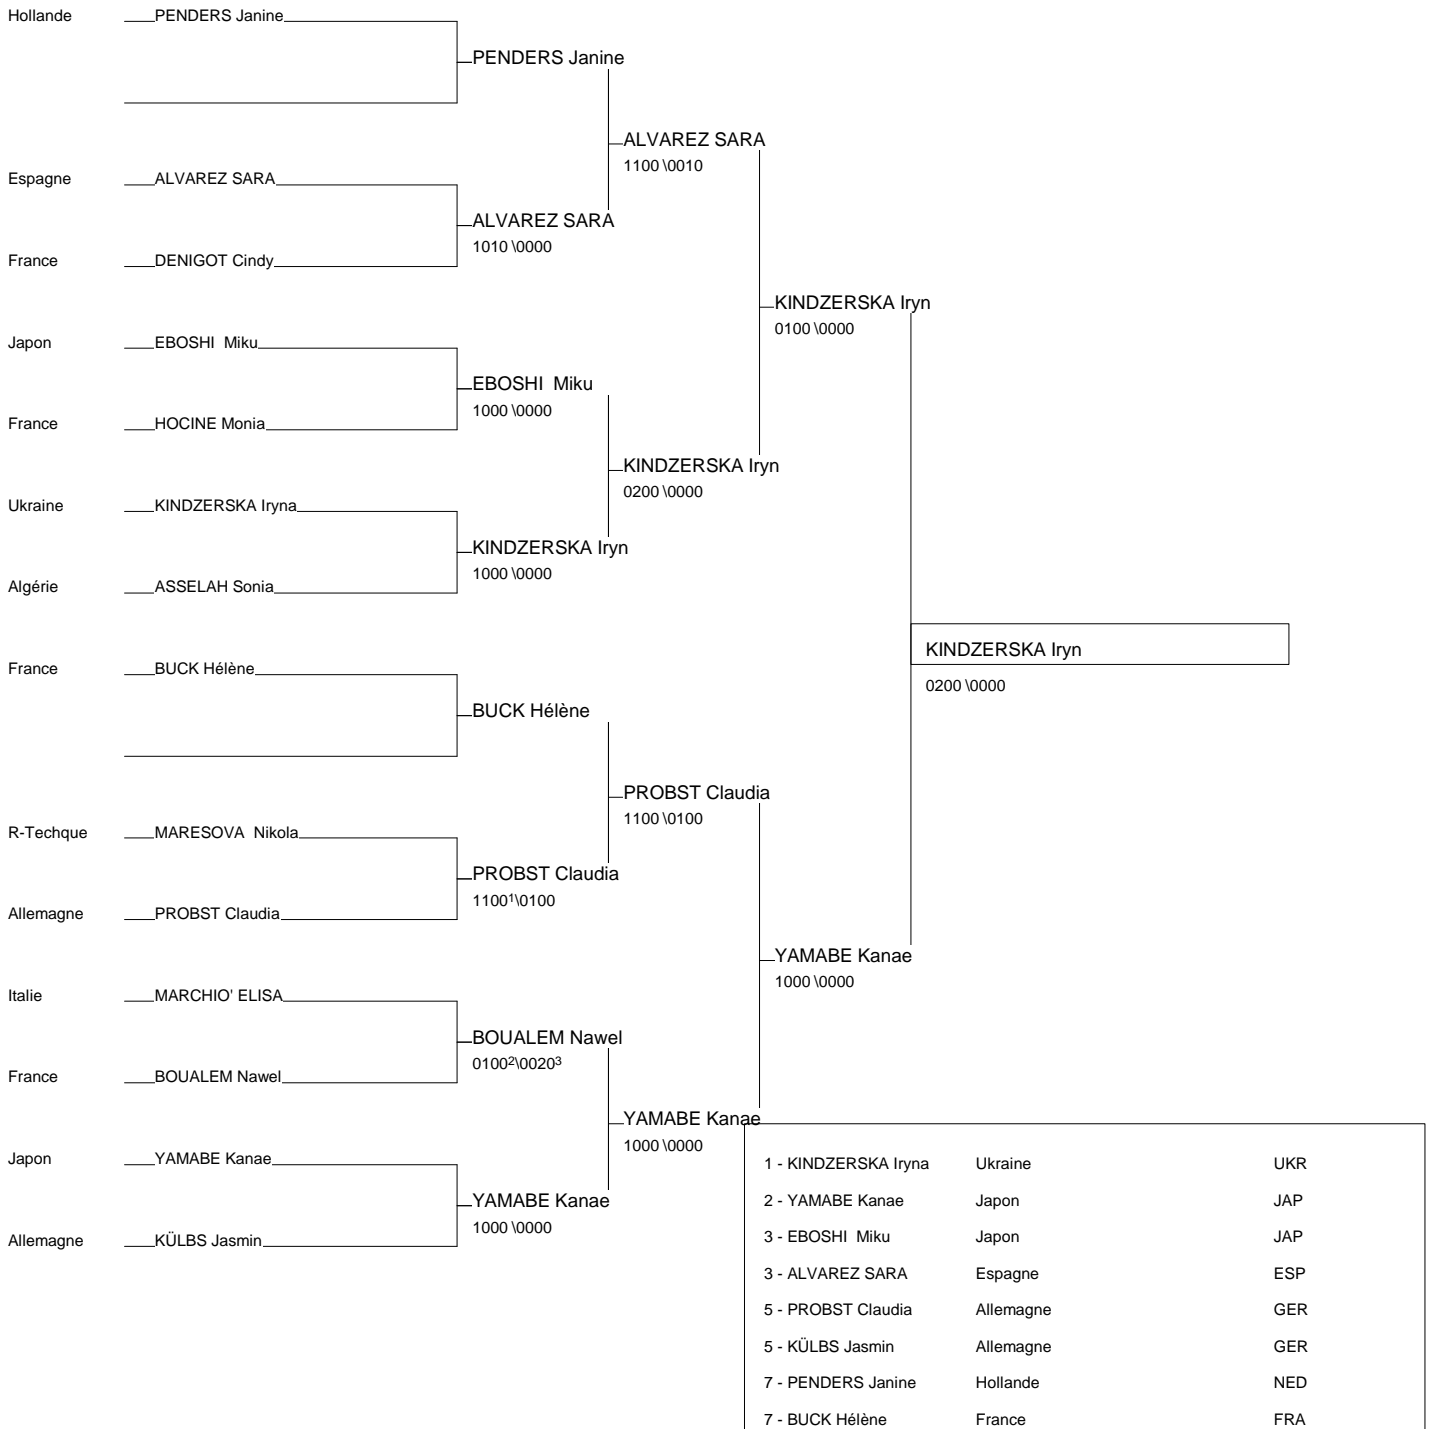 Hollande PENDERS Janine
PENDERS Janine
ALVAREZ SARA
1100 \0010
Espagne ALVAREZ SARA
ALVAREZ SARA
1010 \0000
France DENIGOT Cindy
KINDZERSKA Iryn
0100 \0000
Japon EBOSHI  Miku
EBOSHI  Miku
1000 \0000
France HOCINE Monia
KINDZERSKA Iryn
0200 \0000
Ukraine KINDZERSKA Iryna
KINDZERSKA Iryn
1000 \0000
Algérie ASSELAH Sonia
KINDZERSKA Iryn
0200 \0000
France BUCK Hélène
BUCK Hélène
PROBST Claudia
1100 \0100
R-Techque MARESOVA  Nikola
PROBST Claudia
1100¹\0100
Allemagne PROBST Claudia
YAMABE Kanae
1000 \0000
Italie MARCHIO' ELISA
BOUALEM Nawel
0100²\0020³
France BOUALEM Nawel
YAMABE Kanae
1000 \0000
Japon YAMABE Kanae
YAMABE Kanae
1000 \0000
Allemagne KÜLBS Jasmin
1 - KINDZERSKA Iryna Ukraine UKR
2 - YAMABE Kanae Japon JAP
3 - EBOSHI  Miku Japon JAP
3 - ALVAREZ SARA Espagne ESP
5 - PROBST Claudia Allemagne GER
5 - KÜLBS Jasmin Allemagne GER
7 - PENDERS Janine Hollande NED
7 - BUCK Hélène France FRA